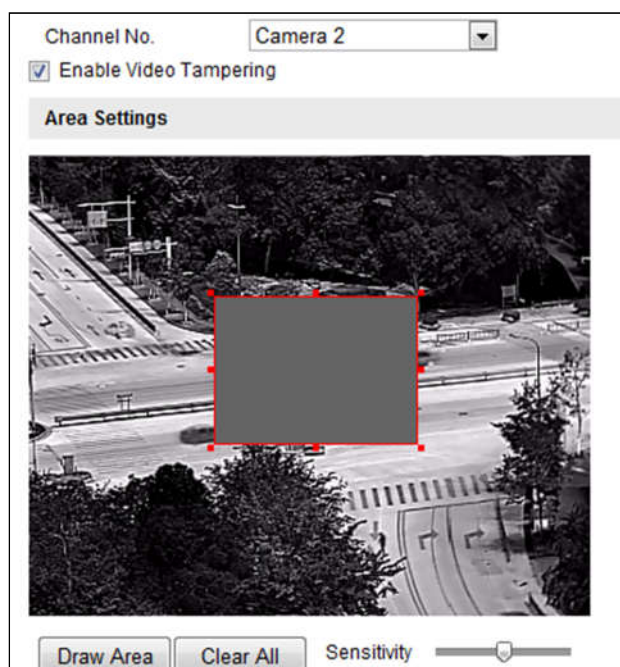 Channel No. Camera 2
Enable Video Tampering
Area Settings
Draw Area Clear All Sensitivity